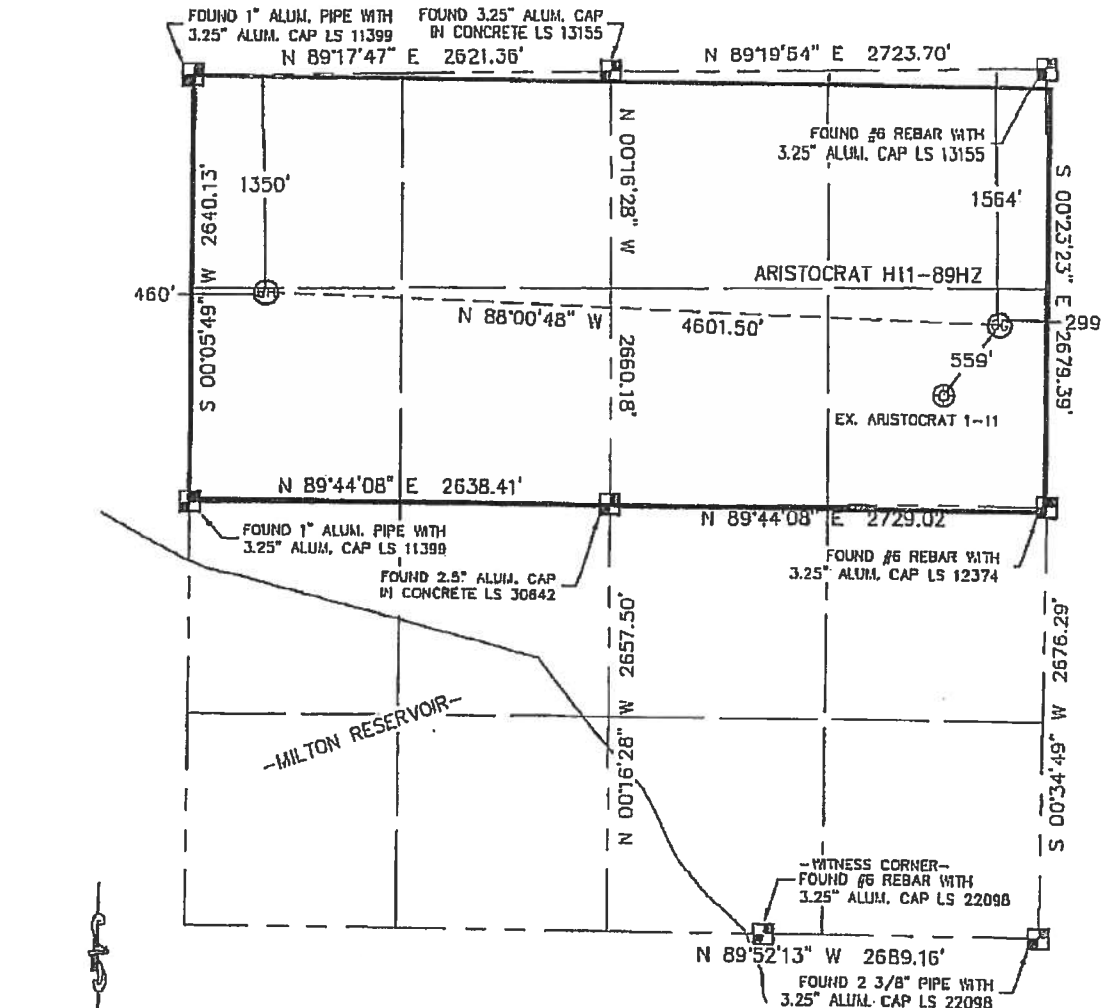 FOUND 1" ALUM. PIPE WITH
3.25" ALUM. CAP LS 11399
FOUND 3.25" ALUM. CAP
IN CONCRETE LS 13155
N 89°17'47" E 2621.36'
N 89°19'54" E 2723.70'
FOUND #6 REBAR WITH
3.25" ALUM. CAP LS 13155
N 00°16'28" W
2660.18'
S 00°05'49" W 2640.13'
1350'
1564'
S 00°23'23" E 2679.39'
ARISTOCRAT H11-89HZ
460'
BH
N 88°00'48" W 4601.50'
299
559'
EX. ARISTOCRAT 1-11
N 89°44'08" E 2638.41'
N 89°44'08" E 2729.02
FOUND 1" ALUM. PIPE WITH
3.25" ALUM. CAP LS 11399
FOUND 2.5" ALUM. CAP
IN CONCRETE LS 30842
FOUND #6 REBAR WITH
3.25" ALUM. CAP LS 12374
N 00°16'28" W 2657.50'
S 00°34'49" W 2676.29'
-MILTON RESERVOIR-
-WITNESS CORNER-
FOUND #6 REBAR WITH
3.25" ALUM. CAP LS 22098
N 89°52'13" W 2689.16'
FOUND 2 3/8" PIPE WITH
3.25" ALUM. CAP LS 22098